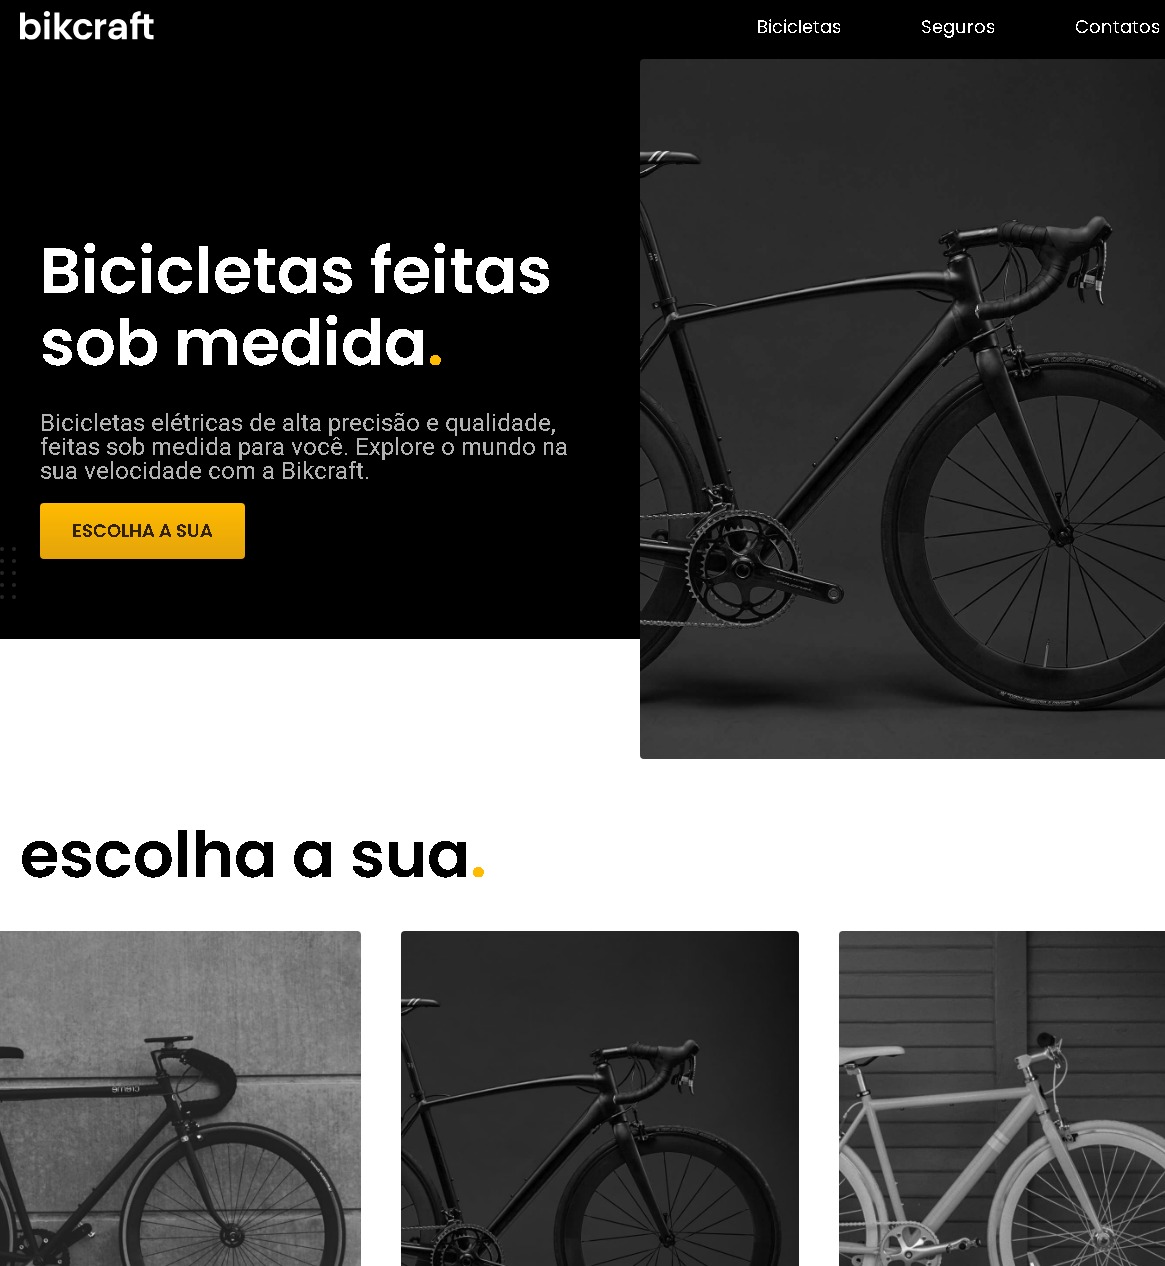 bikcraft
Bicicletas
Seguros
Contatos
Bicicletas feitas
sob medida.
Bicicletas elétricas de alta precisão e qualidade,
feitas sob medida para você. Explore o mundo na
sua velocidade com a Bikcraft.
ESCOLHA A SUA
escolha a sua.